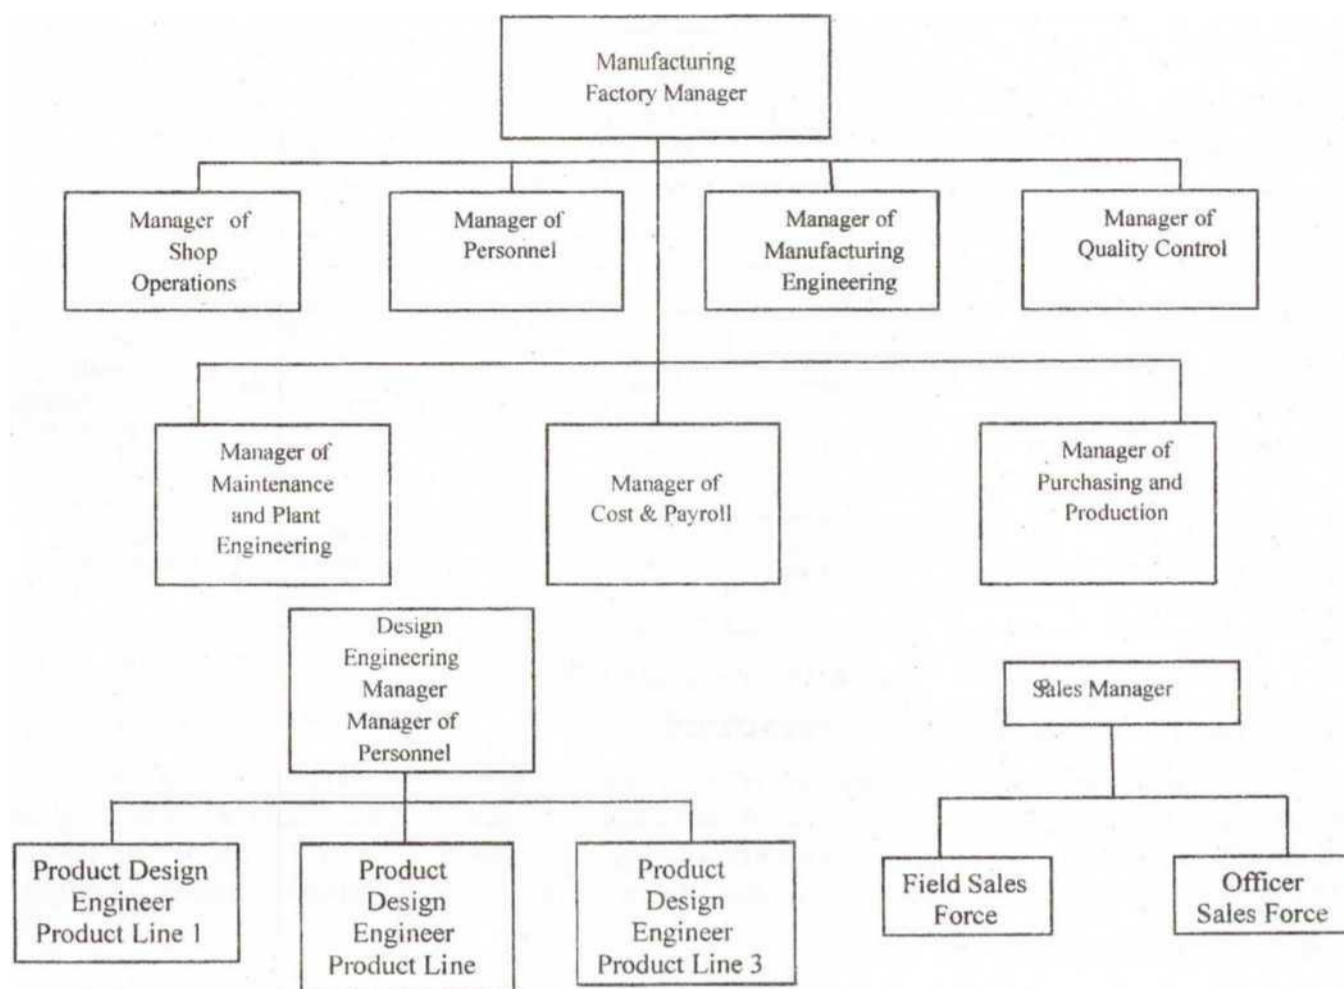 Manufacturing
Factory Manager
Manager of
Shop
Operations
Manager of
Personnel
Manager of
Manufacturing
Engineering
Manager of
Quality Control
Manager of
Maintenance
and Plant
Engineering
Manager of
Cost & Payroll
Manager of
Purchasing and
Production
Design
Engineering
Manager
Manager of
Personnel
Sales Manager
Product Design
Engineer
Product Line 1
Product
Design
Engineer
Product Line
Product
Design
Engineer
Product Line 3
Field Sales
Force
Officer
Sales Force